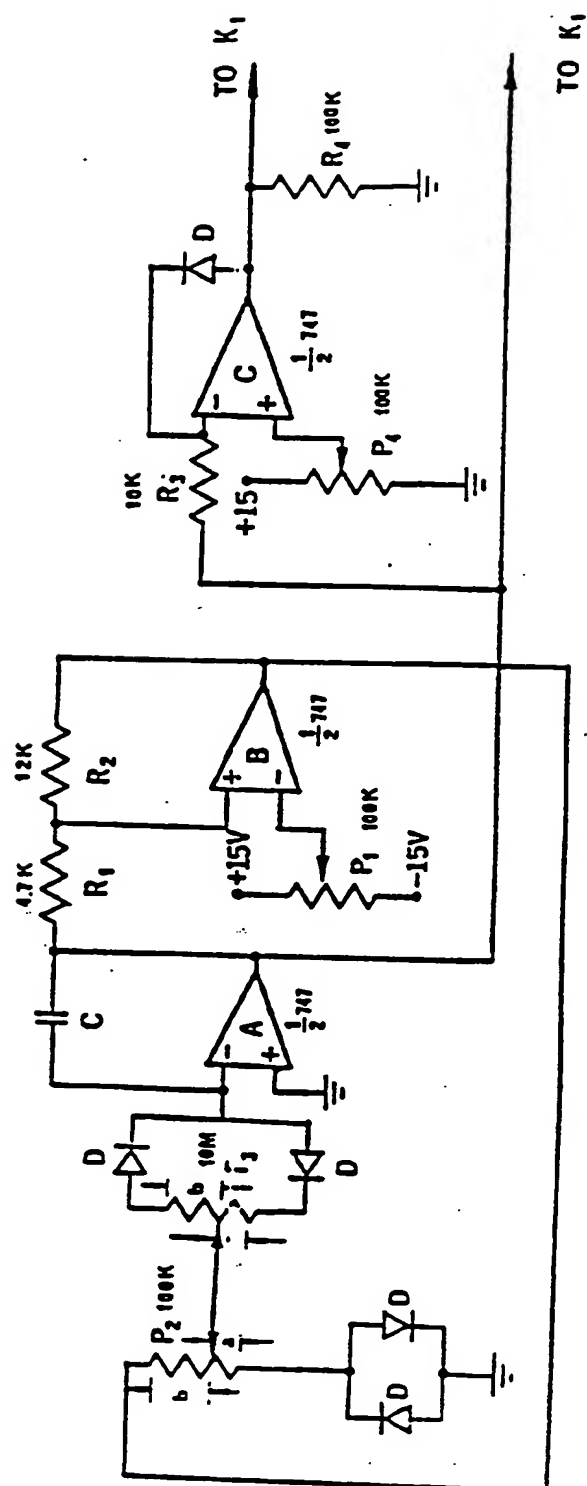 P2 100K
b
a
D
D
D
10M
b
D
C
A
- +
1/2 747
4.7K
R1
12K
R2
+15V
P1 100K
-15V
B
+ -
1/2 747
10K
R3
+15
P4 100K
C
- +
1/2 747
D
R4 100K
TO K1
TO K1